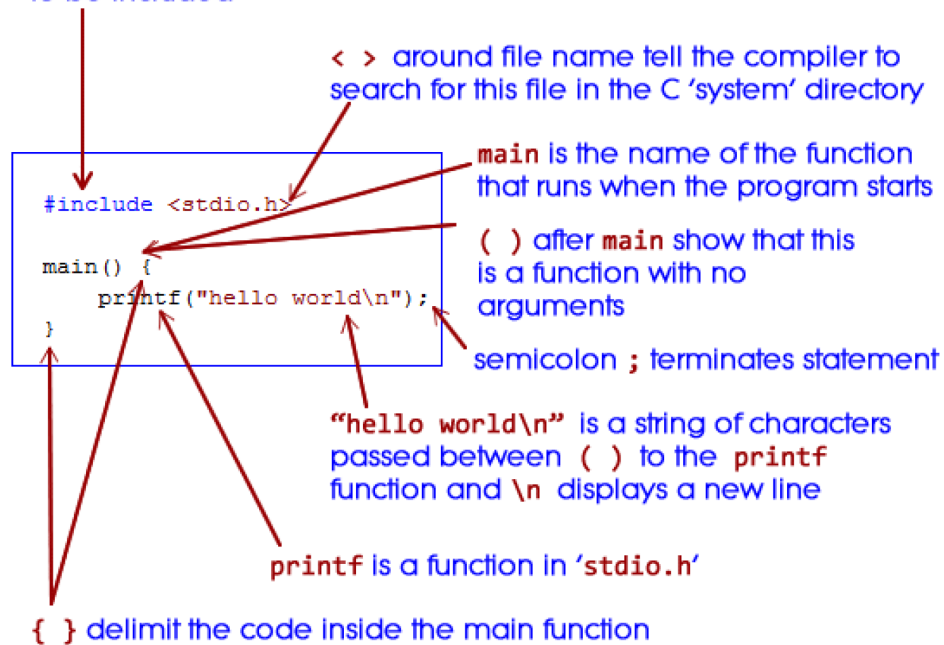 to be included
< > around file name tell the compiler to
search for this file in the C ‘system’ directory
main is the name of the function
that runs when the program starts
#include <stdio.h>
( ) after main show that this
is a function with no
arguments
main() {
printf("hello world\n");
}
semicolon ; terminates statement
“hello world\n” is a string of characters
passed between ( ) to the printf
function and \n displays a new line
printf is a function in ‘stdio.h’
{ } delimit the code inside the main function